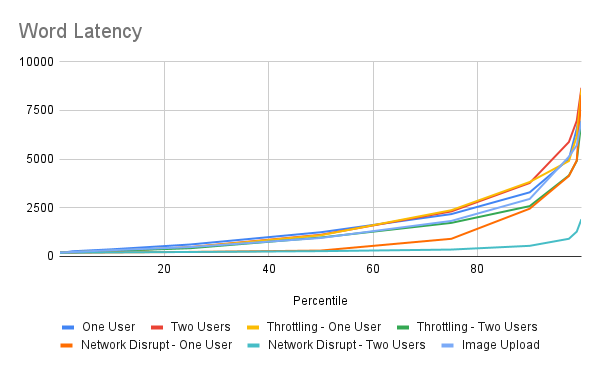 Word Latency
10000
7500
5000
2500
0
20 40 60 80
Percentile
One User Two Users Throttling - One User Throttling - Two Users
Network Disrupt - One User Network Disrupt - Two Users Image Upload